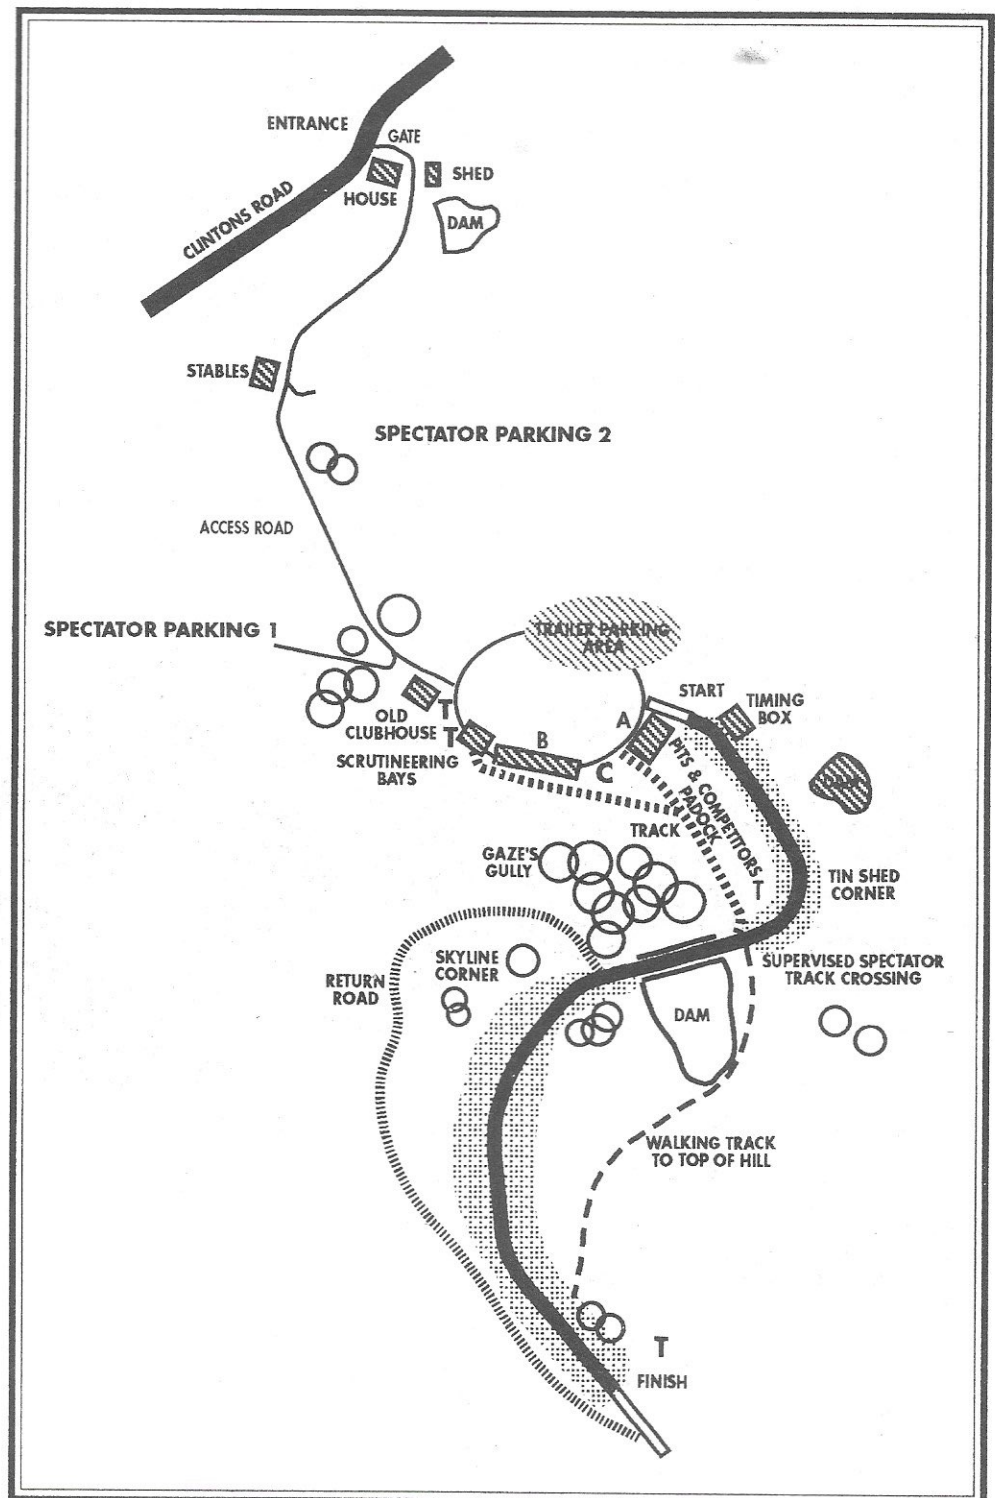 ENTRANCE
GATE
HOUSE
SHED
DAM
CLINTONS ROAD
STABLES
SPECTATOR PARKING 2
ACCESS ROAD
SPECTATOR PARKING 1
TRAILER PARKING
AREA
START
TIMING
BOX
OLD
CLUBHOUSE
T
T
A
B
C
SCRUTINEERING
BAYS
PITS & COMPETITORS
PADOCK
TRACK
GAZE'S
GULLY
T
TIN SHED
CORNER
SKYLINE
CORNER
RETURN
ROAD
SUPERVISED SPECTATOR
TRACK CROSSING
DAM
WALKING TRACK
TO TOP OF HILL
T
FINISH